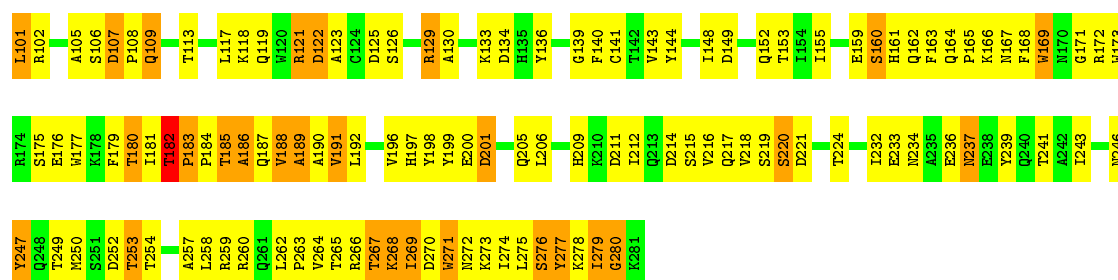 L101 R102 A105 S106 D107 P108 Q109 T113 L117 K118 Q119 W120 R121 D122 A123 C124 D125 S126 R129 A130 K133 D134 H135 Y136 G139 F140 C141 T142 V143 Y144 I148 D149 Q152 T153 I154 I155 E159 S160 H161 Q162 F163 Q164 P165 K166 N167 F168 W169 N170 G171 R172 W173
R174 S175 E176 W177 K178 F179 T180 I181 T182 P183 P184 T185 A186 Q187 V188 A189 A190 V191 L192 V196 H197 Y198 Y199 E200 D201 Q205 L206 H209 K210 D211 I212 Q213 D214 S215 V216 Q217 V218 S219 S220 D221 T224 I232 E233 N234 A235 E236 N237 E238 Y239 Q240 T241 A242 I243 N246
Y247 Q248 T249 M250 S251 D252 T253 T254 A257 L258 R259 R260 Q261 L262 P263 V264 T265 R266 I267 K268 I269 D270 W271 N272 K273 I274 L275 S276 Y277 K278 I279 G280 K281